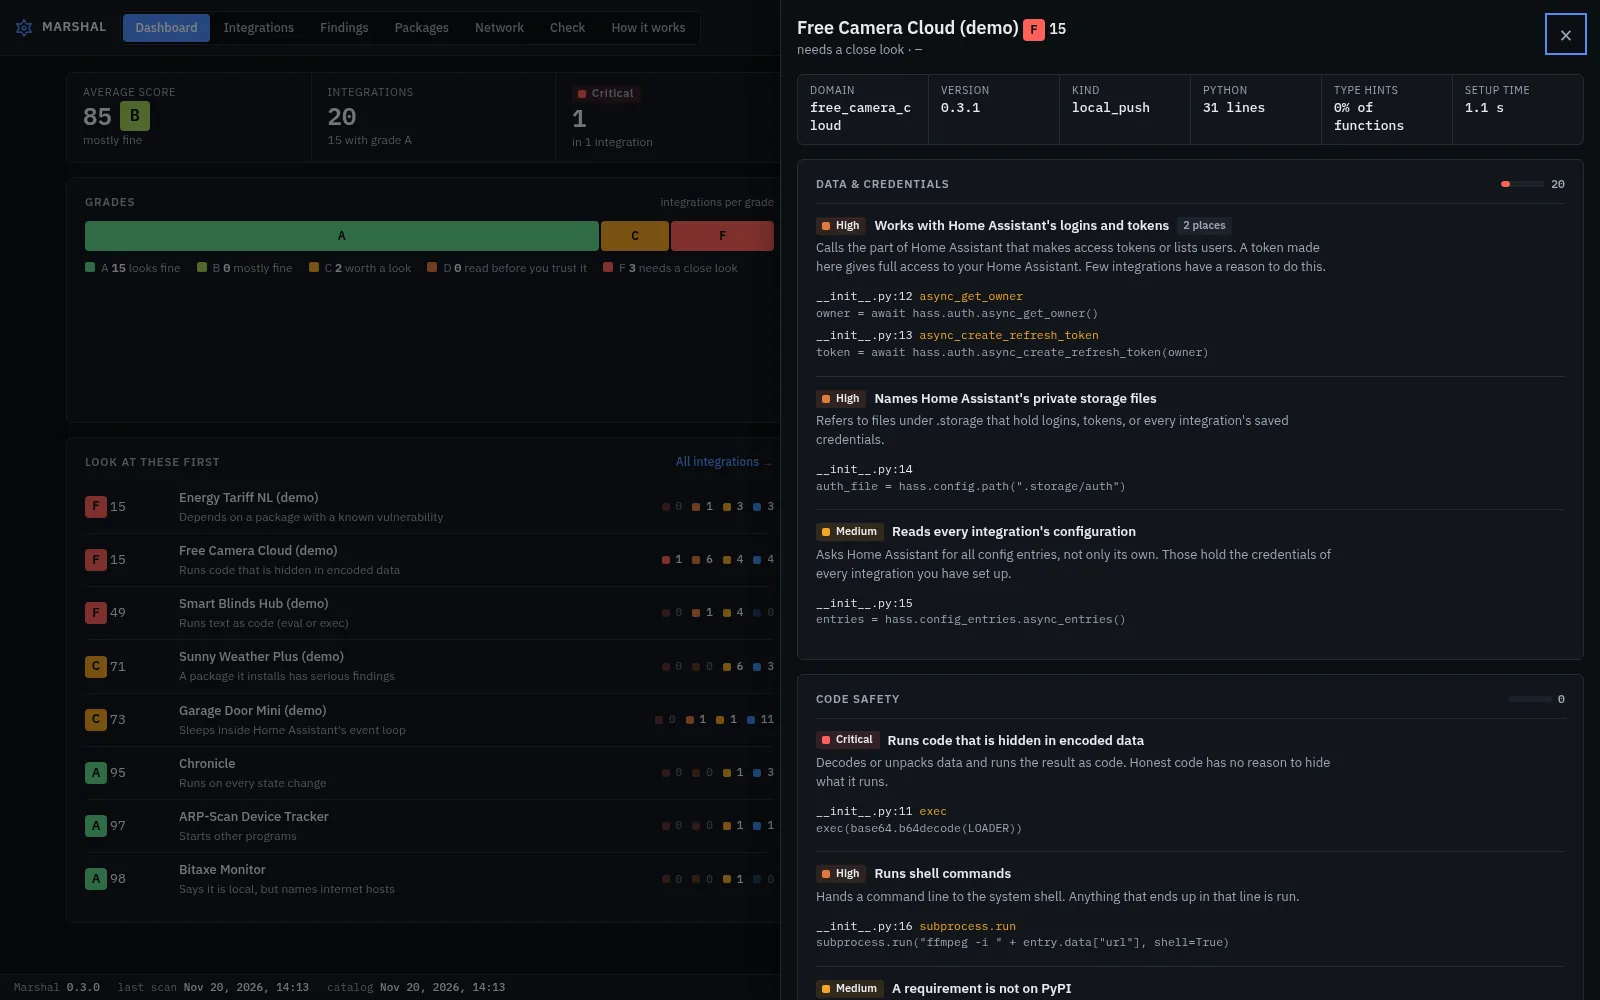 MARSHAL Dashboard Integrations Findings Packages Network Check How it works
AVERAGE SCORE
85 B
mostly fine
INTEGRATIONS
20
15 with grade A
Critical
1
in 1 integration
GRADES integrations per grade
A C F
A 15 looks fine B 0 mostly fine C 2 worth a look D 0 read before you trust it F 3 needs a close look
LOOK AT THESE FIRST All integrations →
F 15 Energy Tariff NL (demo) 0 1 3 3
Depends on a package with a known vulnerability
F 15 Free Camera Cloud (demo) 1 6 4 4
Runs code that is hidden in encoded data
F 49 Smart Blinds Hub (demo) 0 1 4 0
Runs text as code (eval or exec)
C 71 Sunny Weather Plus (demo) 0 0 6 3
A package it installs has serious findings
C 73 Garage Door Mini (demo) 0 1 1 11
Sleeps inside Home Assistant's event loop
A 95 Chronicle 0 0 1 3
Runs on every state change
A 97 ARP-Scan Device Tracker 0 0 1 1
Starts other programs
A 98 Bitaxe Monitor 0 0 1 0
Says it is local, but names internet hosts
Marshal 0.3.0 last scan Nov 20, 2026, 14:13 catalog Nov 20, 2026, 14:13
Free Camera Cloud (demo) F 15
needs a close look · –
×
DOMAIN
free_camera_c
loud
VERSION
0.3.1
KIND
local_push
PYTHON
31 lines
TYPE HINTS
0% of
functions
SETUP TIME
1.1 s
DATA & CREDENTIALS 20
High Works with Home Assistant's logins and tokens 2 places
Calls the part of Home Assistant that makes access tokens or lists users. A token made
here gives full access to your Home Assistant. Few integrations have a reason to do this.
__init__.py:12 async_get_owner
owner = await hass.auth.async_get_owner()
__init__.py:13 async_create_refresh_token
token = await hass.auth.async_create_refresh_token(owner)
High Names Home Assistant's private storage files
Refers to files under .storage that hold logins, tokens, or every integration's saved
credentials.
__init__.py:14
auth_file = hass.config.path(".storage/auth")
Medium Reads every integration's configuration
Asks Home Assistant for all config entries, not only its own. Those hold the credentials of
every integration you have set up.
__init__.py:15
entries = hass.config_entries.async_entries()
CODE SAFETY 0
Critical Runs code that is hidden in encoded data
Decodes or unpacks data and runs the result as code. Honest code has no reason to hide
what it runs.
__init__.py:11 exec
exec(base64.b64decode(LOADER))
High Runs shell commands
Hands a command line to the system shell. Anything that ends up in that line is run.
__init__.py:16 subprocess.run
subprocess.run("ffmpeg -i " + entry.data["url"], shell=True)
Medium A requirement is not on PyPI